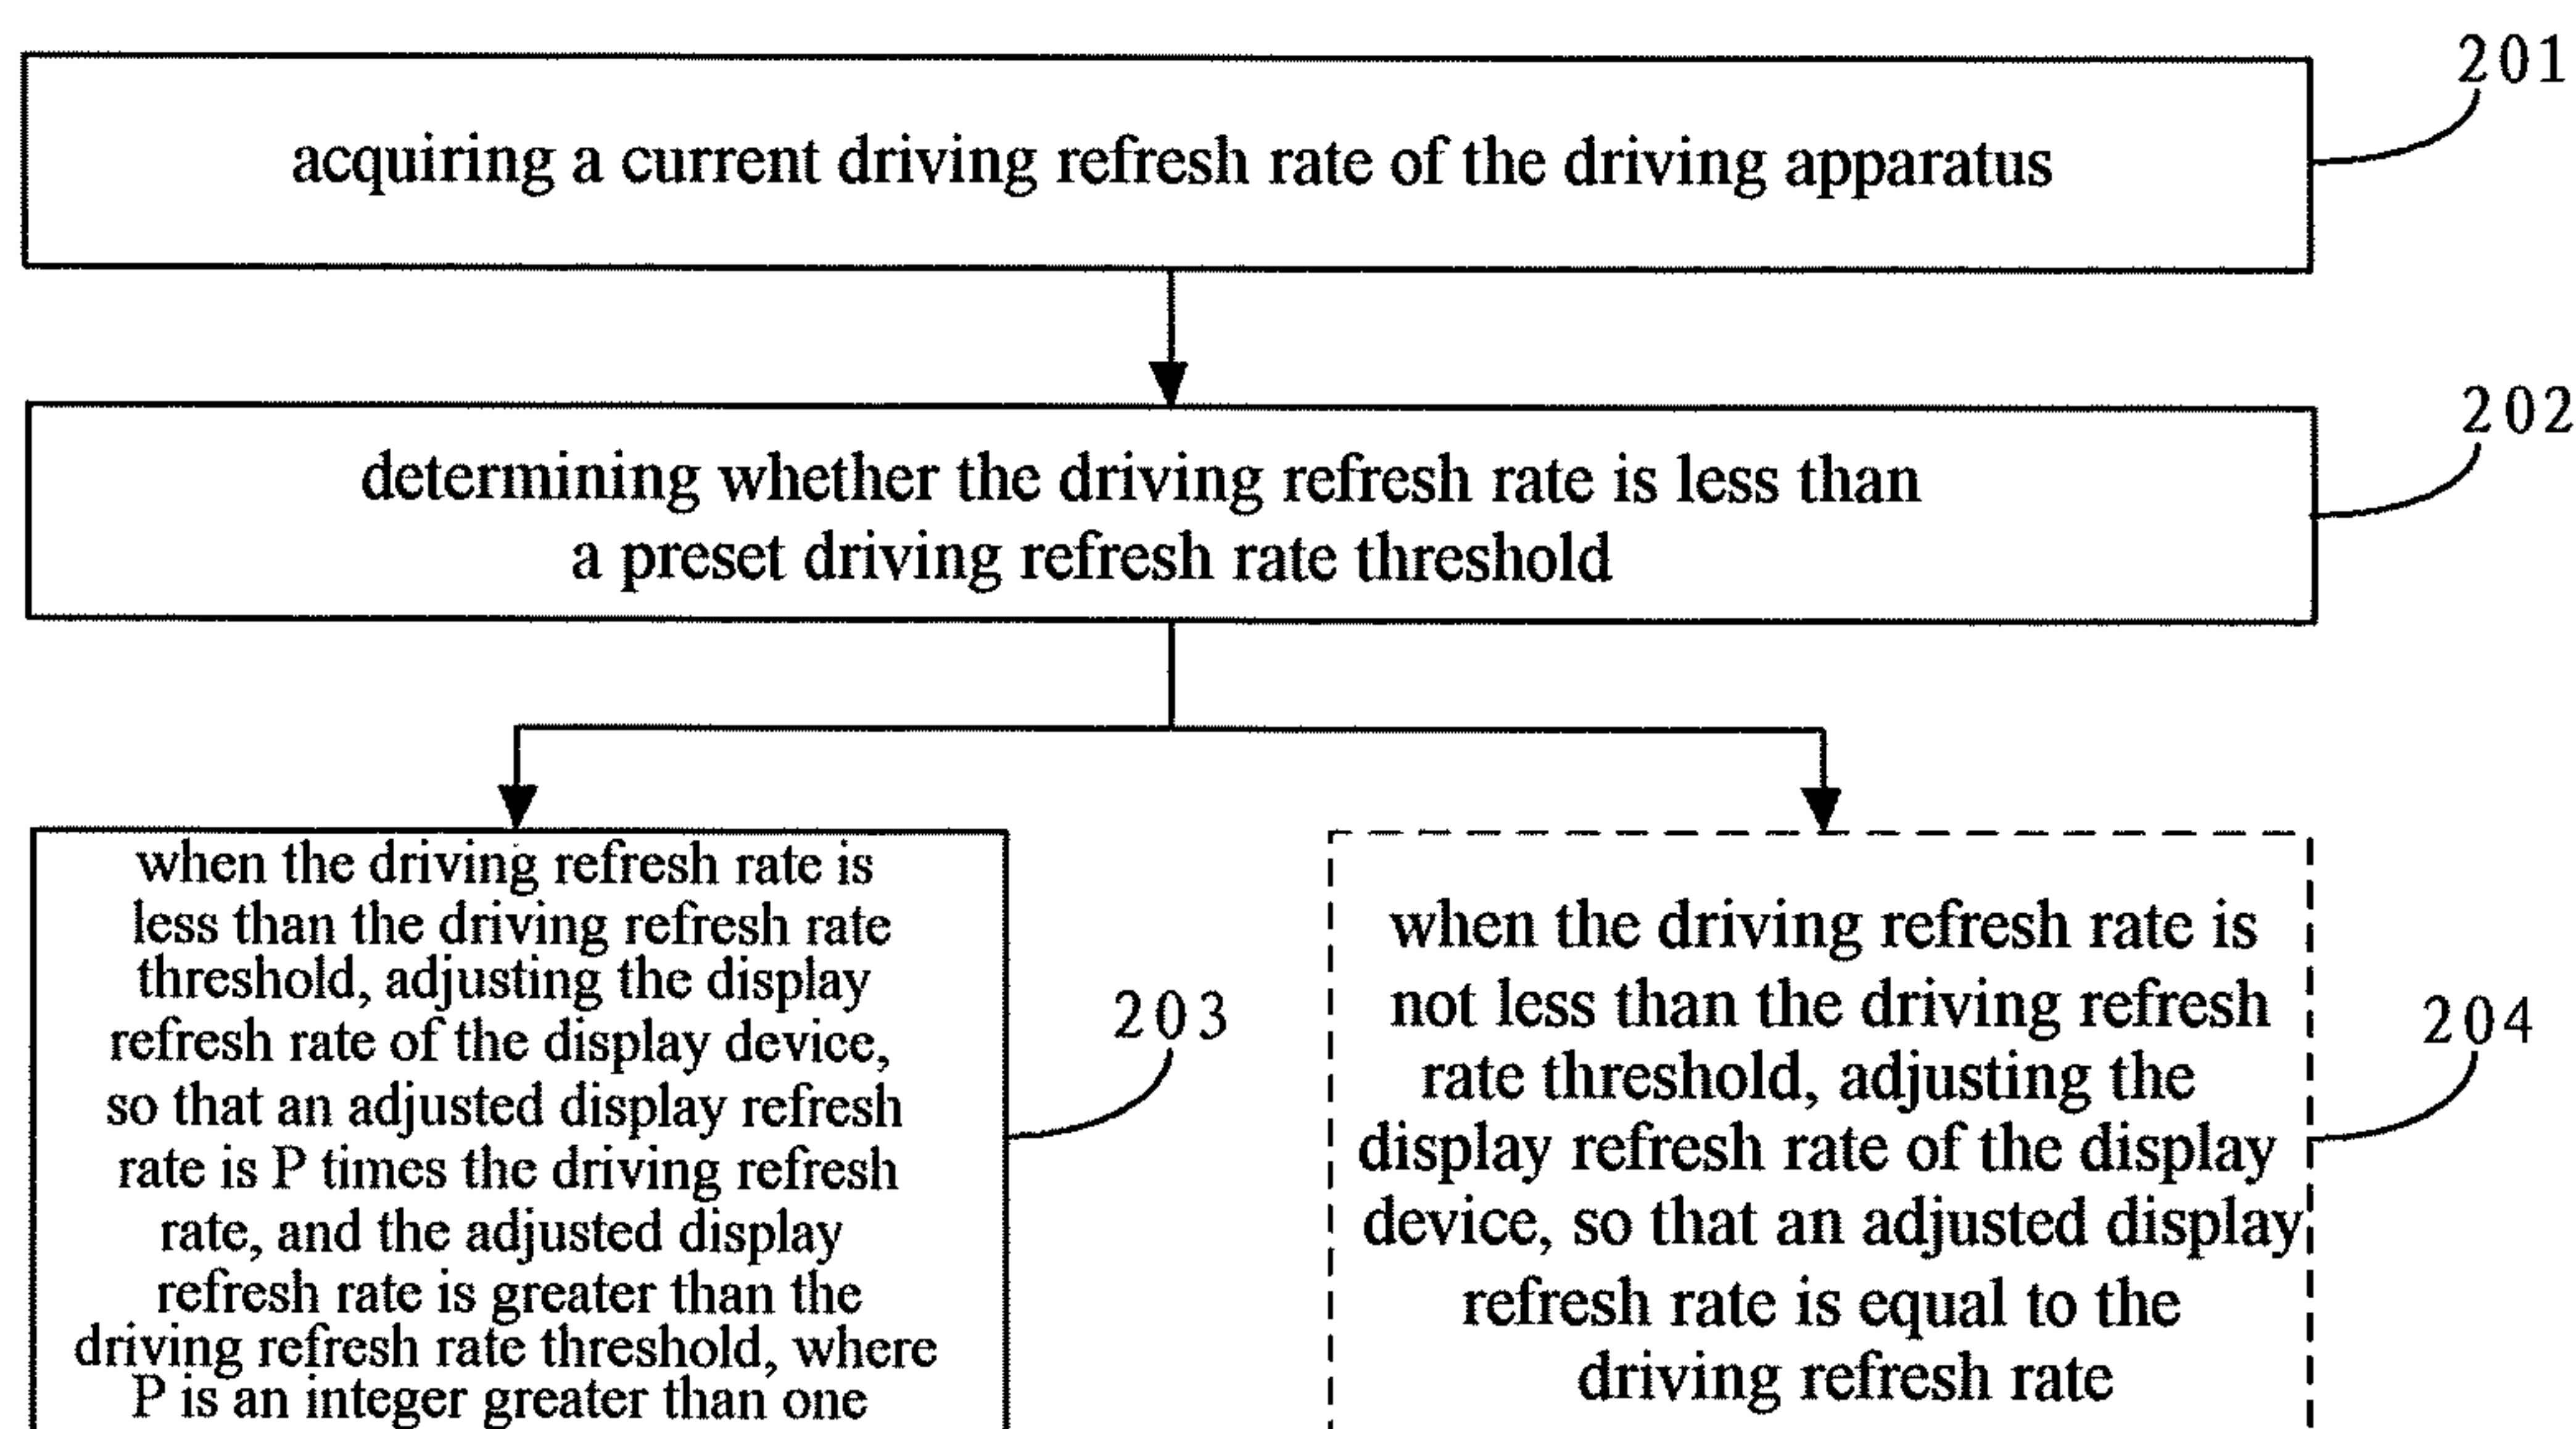 201
acquiring a current driving refresh rate of the driving apparatus
202
determining whether the driving refresh rate is less than
a preset driving refresh rate threshold
when the driving refresh rate is
less than the driving refresh rate
threshold, adjusting the display
refresh rate of the display device,
so that an adjusted display refresh
rate is P times the driving refresh
rate, and the adjusted display
refresh rate is greater than the
driving refresh rate threshold, where
P is an integer greater than one
203
when the driving refresh rate is
not less than the driving refresh
rate threshold, adjusting the
display refresh rate of the display
device, so that an adjusted display
refresh rate is equal to the
driving refresh rate
204